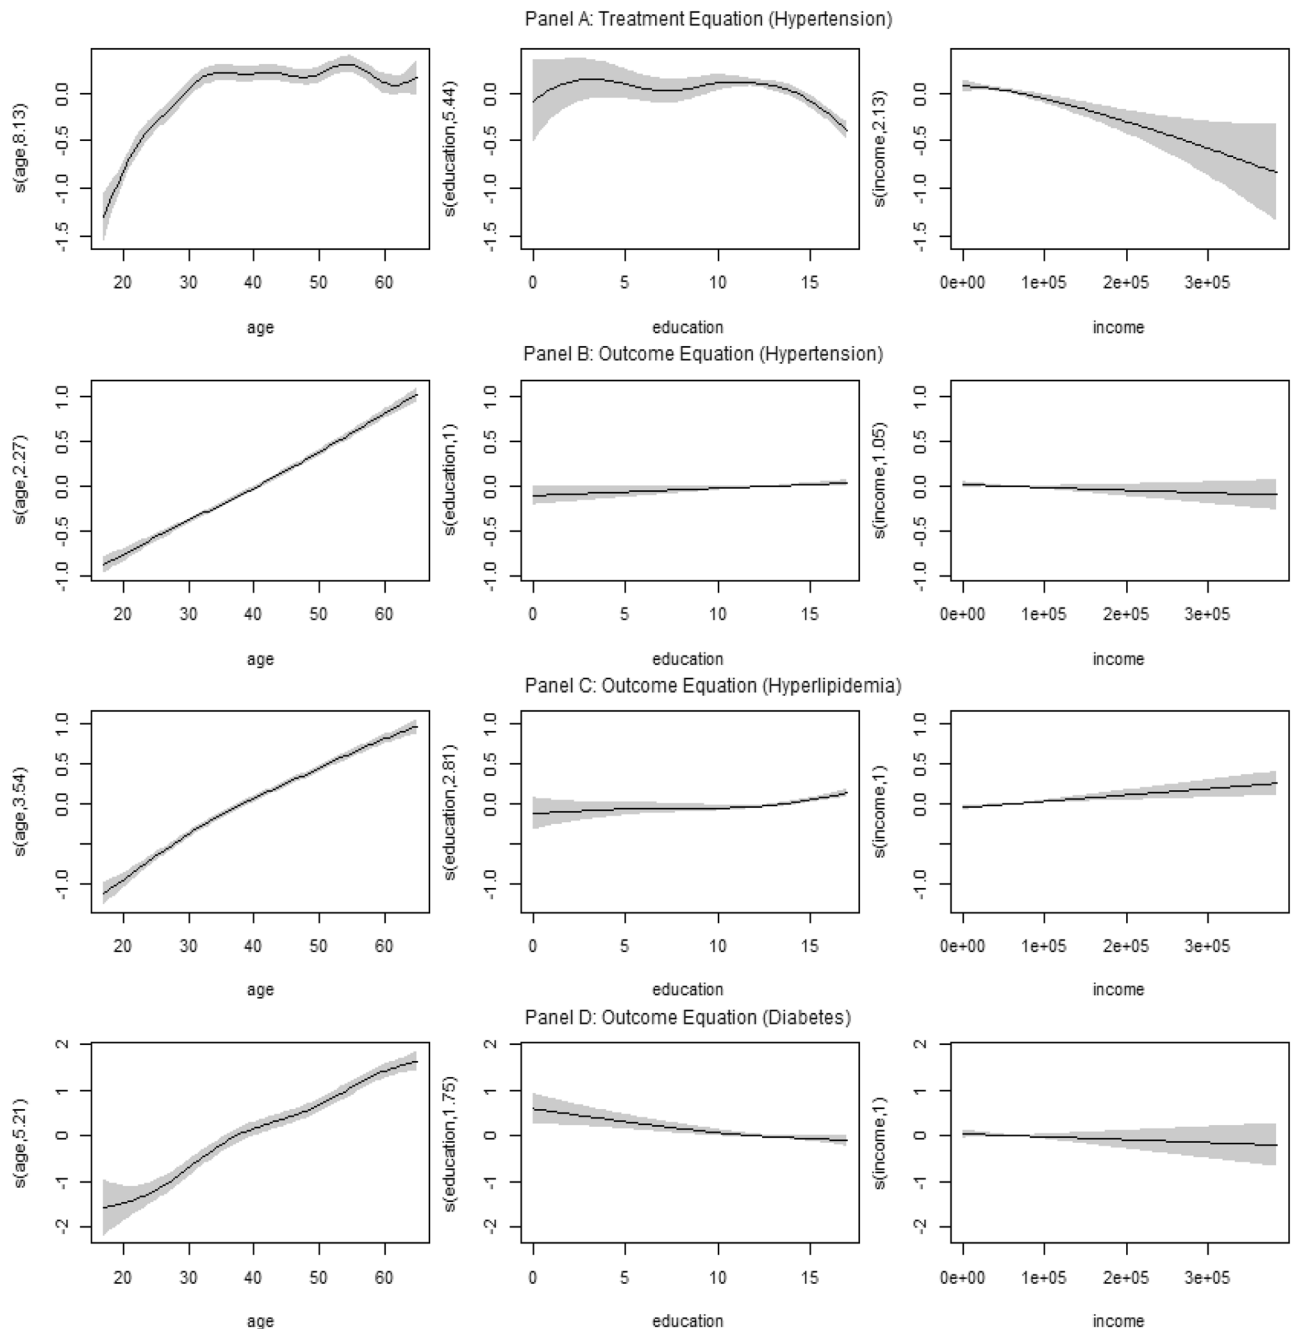 Panel A: Treatment Equation (Hypertension)
s(age,8.13)
0.0
-0.5
-1.0
-1.5
20 30 40 50 60
age
s(education,5.44)
0.0
-0.5
-1.0
-1.5
0 5 10 15
education
s(income,2.13)
0.0
-0.5
-1.0
-1.5
0e+00 1e+05 2e+05 3e+05
income
Panel B: Outcome Equation (Hypertension)
s(age,2.27)
1.0
0.5
0.0
-0.5
-1.0
20 30 40 50 60
age
s(education,1)
1.0
0.5
0.0
-0.5
-1.0
0 5 10 15
education
s(income,1.05)
1.0
0.5
0.0
-0.5
-1.0
0e+00 1e+05 2e+05 3e+05
income
Panel C: Outcome Equation (Hyperlipidemia)
s(age,3.54)
1.0
0.5
0.0
-1.0
20 30 40 50 60
age
s(education,2.81)
1.0
0.5
0.0
-1.0
0 5 10 15
education
s(income,1)
1.0
0.5
0.0
-1.0
0e+00 1e+05 2e+05 3e+05
income
Panel D: Outcome Equation (Diabetes)
s(age,5.21)
2
1
0
-1
-2
20 30 40 50 60
age
s(education,1.75)
2
1
0
-1
-2
0 5 10 15
education
s(income,1)
2
1
0
-1
-2
0e+00 1e+05 2e+05 3e+05
income